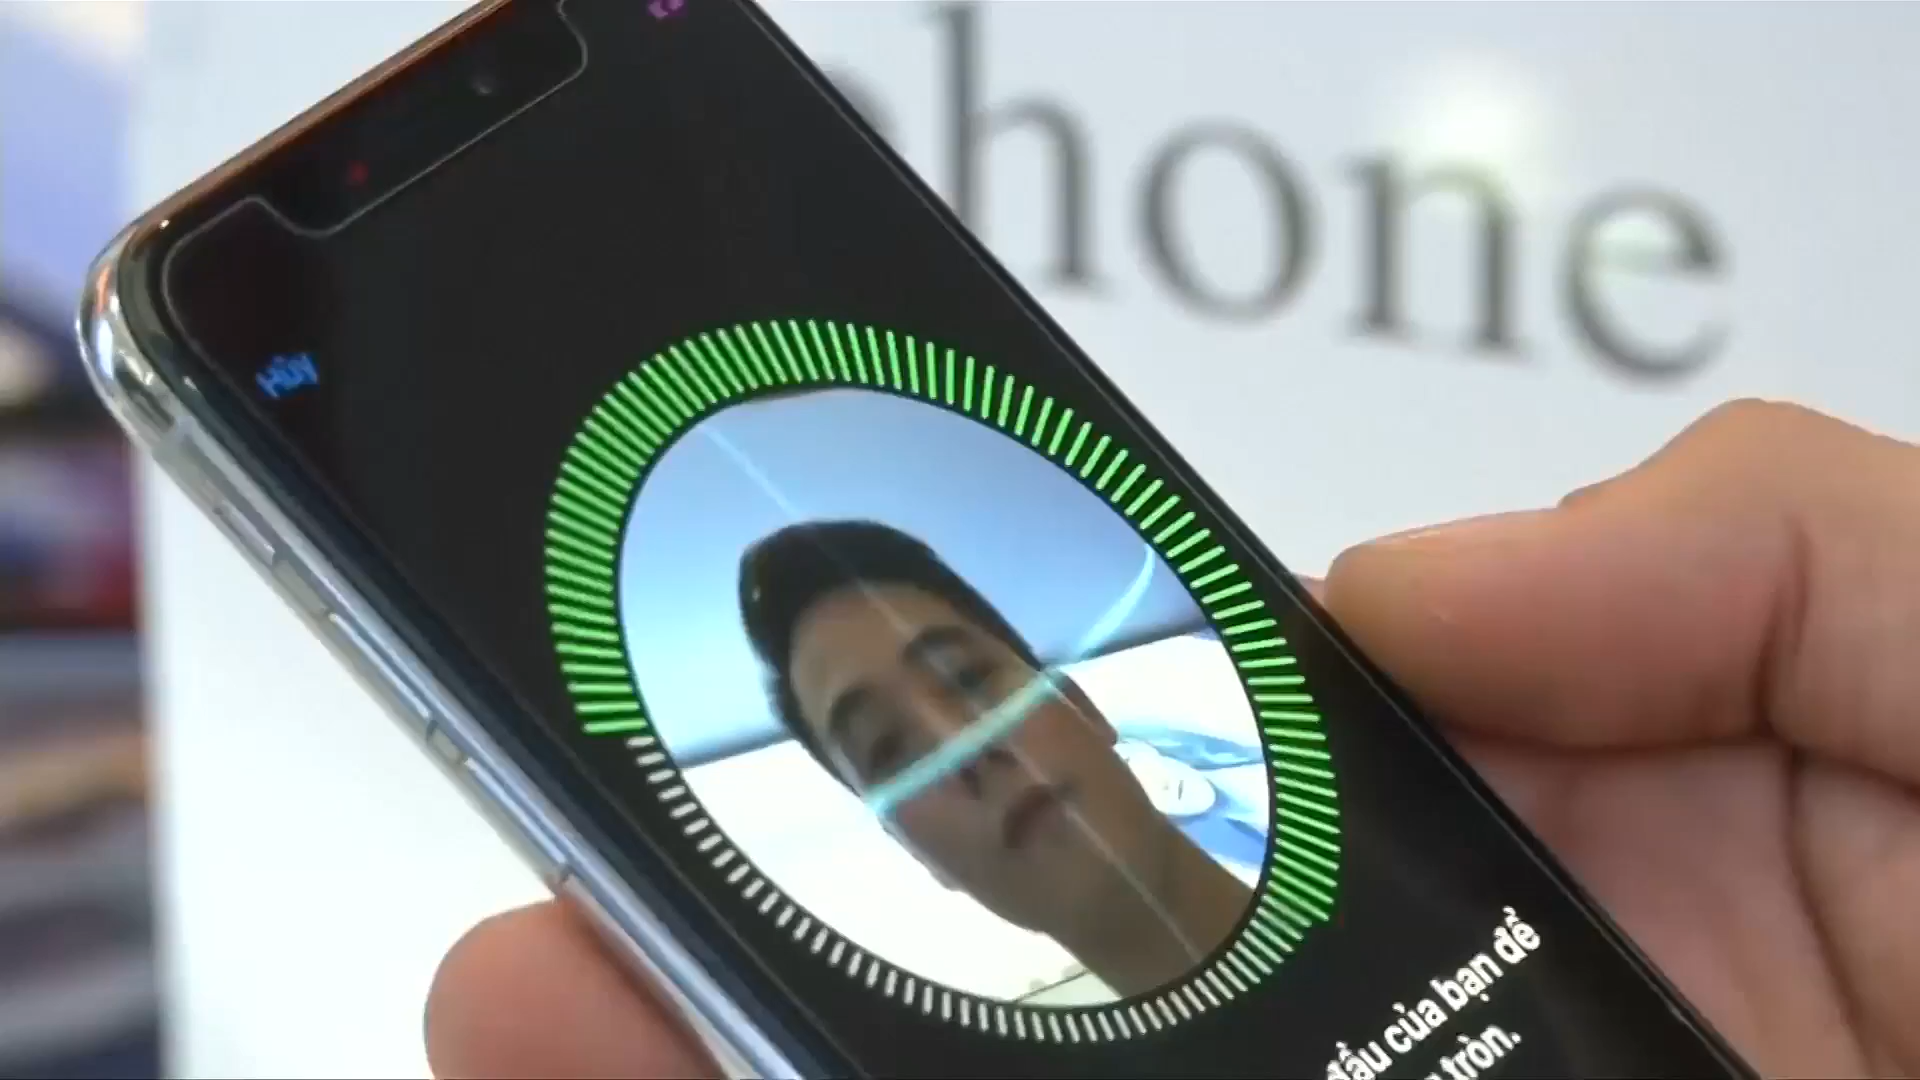 hone
Hủy
đầu của bạn để
tròn.